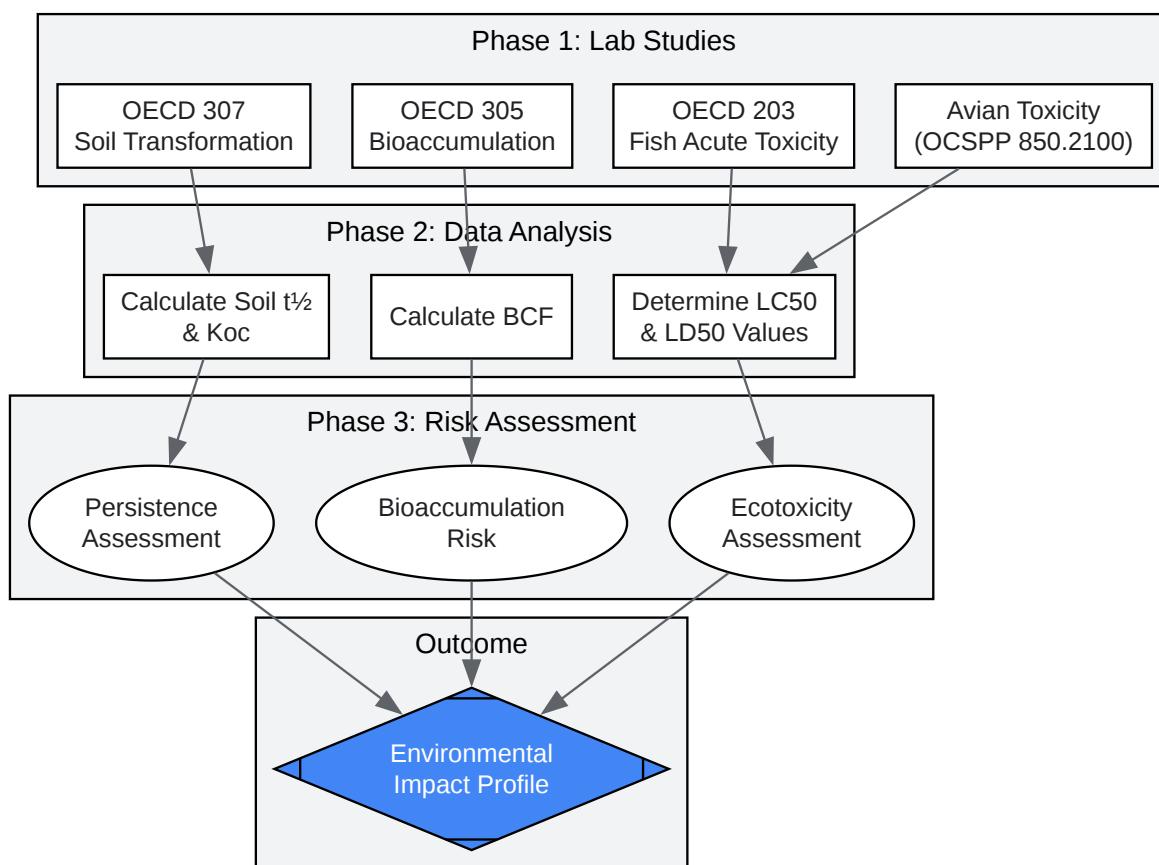 Phase 1: Lab Studies
OECD 307
Soil Transformation
OECD 305
Bioaccumulation
OECD 203
Fish Acute Toxicity
Avian Toxicity
(OCSPP 850.2100)
Phase 2: Data Analysis
Calculate Soil t½
& Koc
Calculate BCF
Determine LC50
& LD50 Values
Phase 3: Risk Assessment
Persistence
Assessment
Bioaccumulation
Risk
Ecotoxicity
Assessment
Outcome
Environmental
Impact Profile